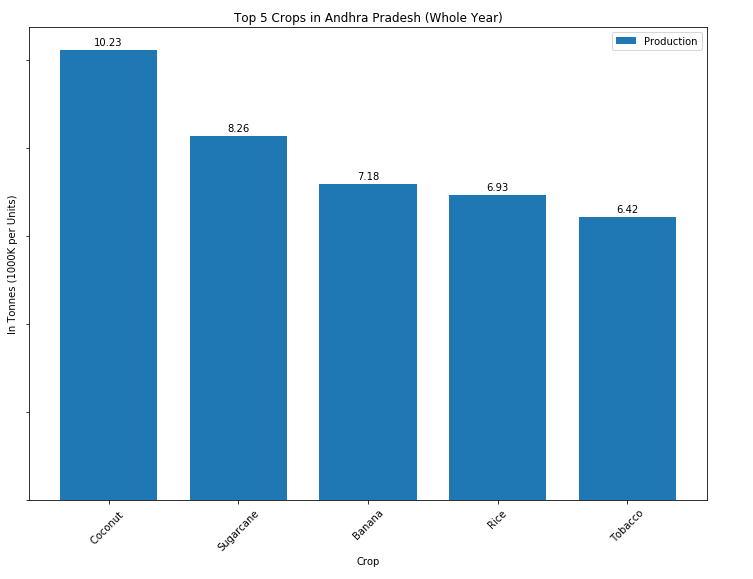 Top 5 Crops in Andhra Pradesh (Whole Year)
Production
10.23
8.26
7.18
6.93
6.42
In Tonnes (1000K per Units)
Coconut
Sugarcane
Banana
Rice
Tobacco
Crop